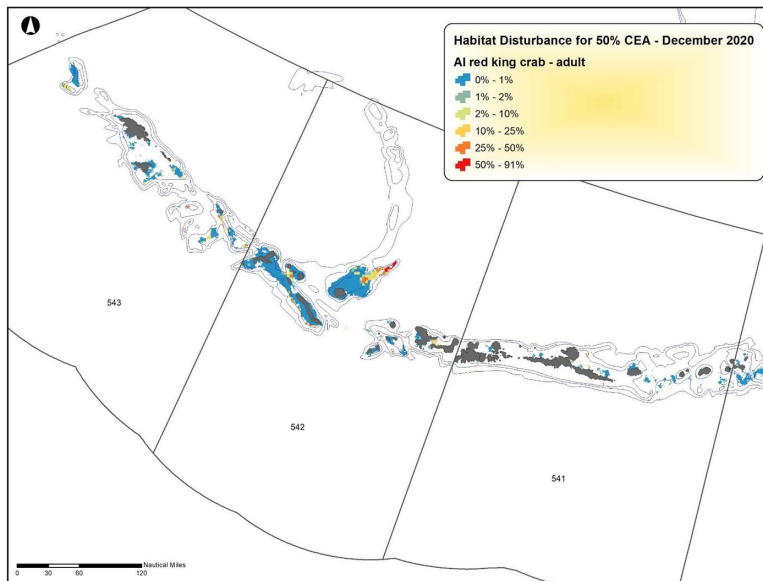 Habitat Disturbance for 50% CEA - December 2020
AI red king crab - adult
0% - 1%
1% - 2%
2% - 10%
10% - 25%
25% - 50%
50% - 91%
543
542
541
Nautical Miles
0 30 60 120